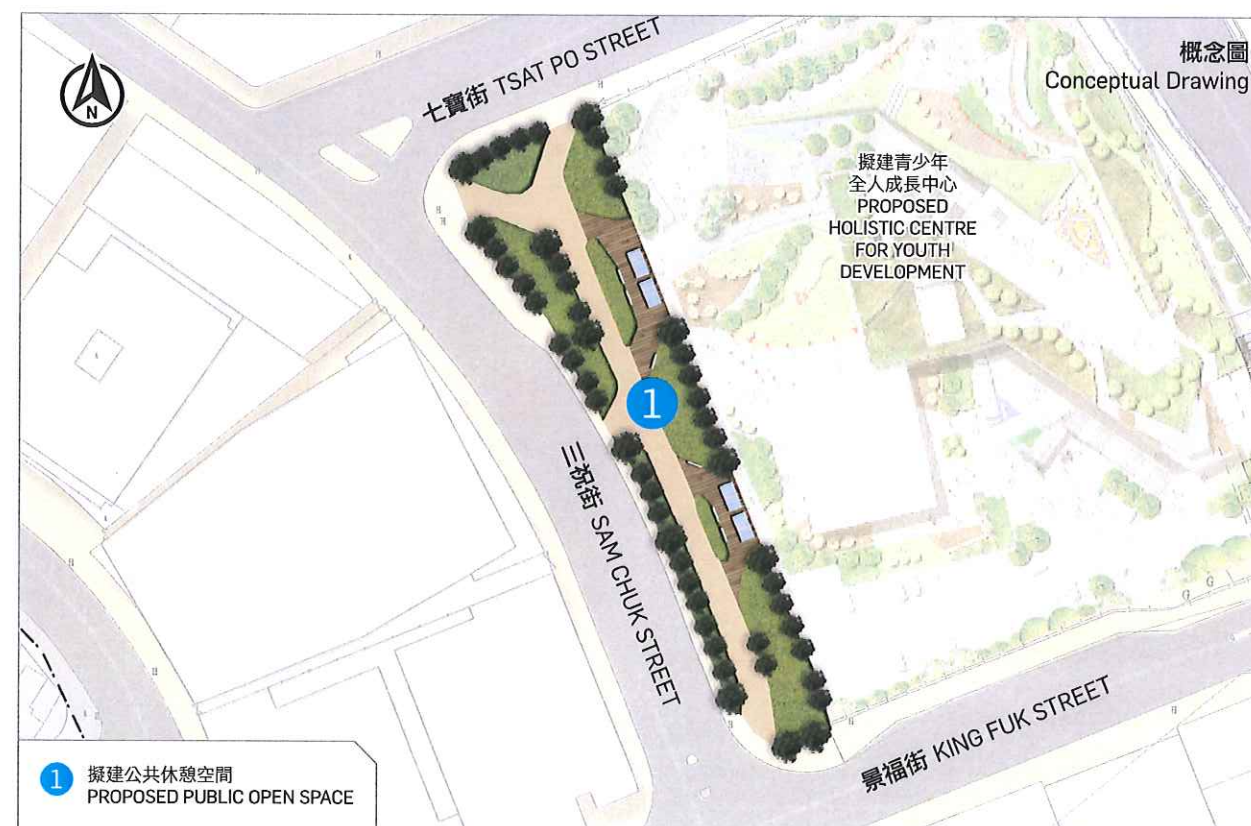 概念圖
Conceptual Drawing
N
七寶街 TSAT PO STREET
擬建青少年
全人成長中心
PROPOSED
HOLISTIC CENTRE
FOR YOUTH
DEVELOPMENT
1
三祝街 SAM CHUK STREET
景福街 KING FUK STREET
G
G
1
擬建公共休憩空間
PROPOSED PUBLIC OPEN SPACE